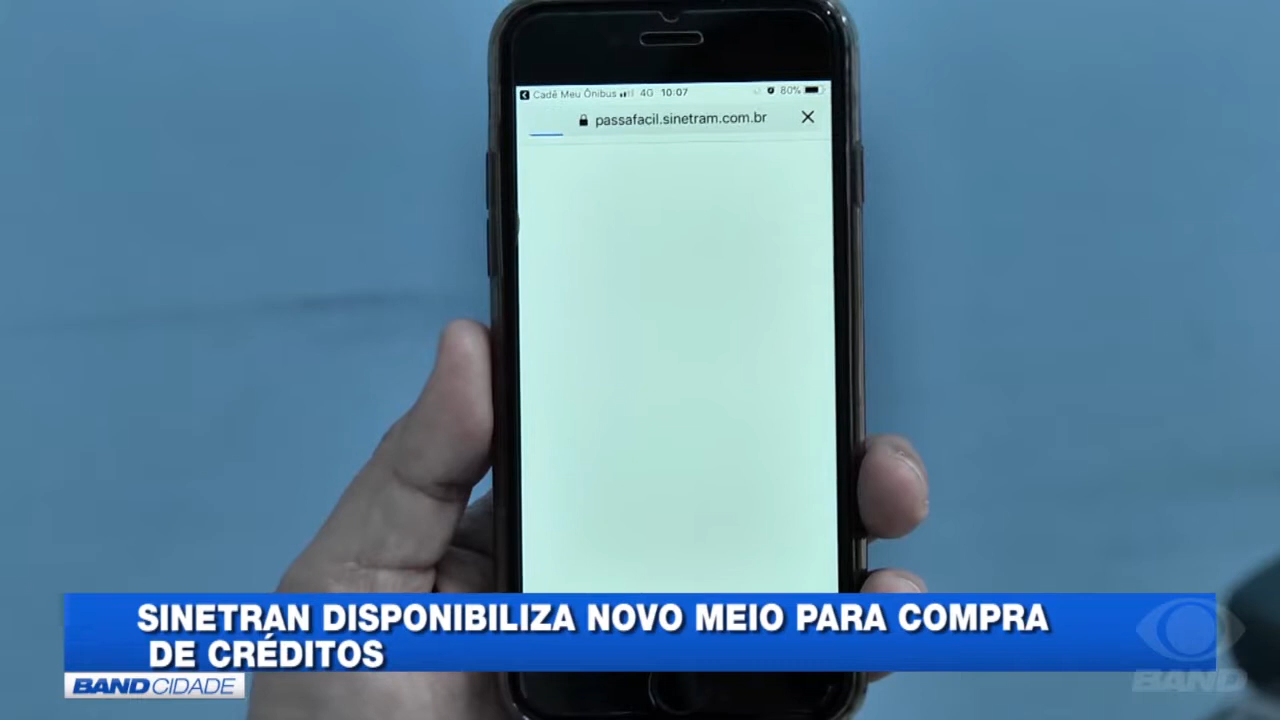 Cadê Meu Ônibus 4G 10:07 80%
passafacil.sinetram.com.br
SINETRAN DISPONIBILIZA NOVO MEIO PARA COMPRA
DE CRÉDITOS
BAND CIDADE
BAND